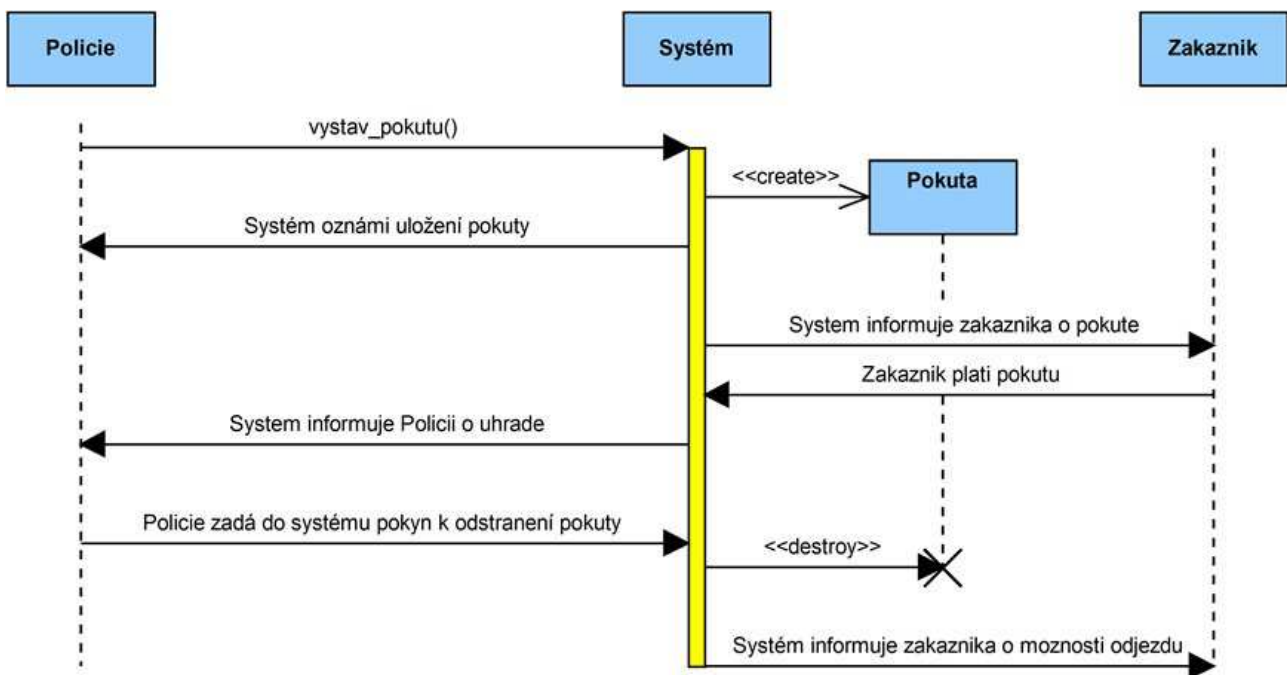 Policie
Systém
Zakaznik
vystav_pokutu()
<<create>>
Pokuta
Systém oznámi uložení pokuty
System informuje zakaznika o pokute
Zakaznik plati pokutu
System informuje Policii o uhrade
Policie zadá do systému pokyn k odstranení pokuty
<<destroy>>
Systém informuje zakaznika o moznosti odjezdu